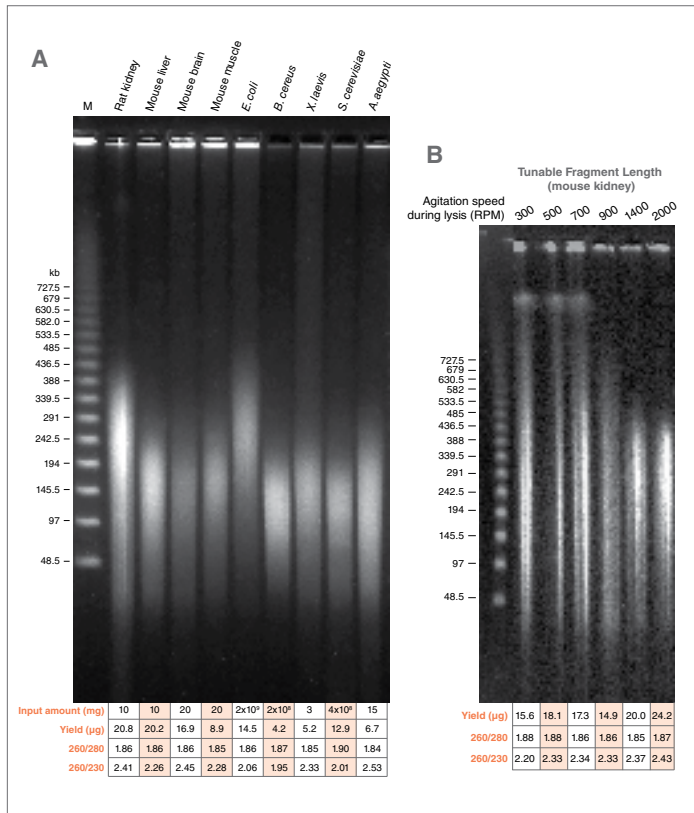 A
M
Rat kidney
Mouse liver
Mouse brain
Mouse muscle
E. coli
B. cereus
X. laevis
S. cerevisiae
A. aegypti
kb
727.5
679
630.5
582.0
533.5
485
436.5
388
339.5
291
242.5
194
145.5
97
48.5
Input amount (mg) 10 10 20 20 2x10⁹ 2x10⁸ 3 4x10⁸ 15
Yield (µg) 20.8 20.2 16.9 8.9 14.5 4.2 5.2 12.9 6.7
260/280 1.86 1.86 1.86 1.85 1.86 1.87 1.85 1.90 1.84
260/230 2.41 2.26 2.45 2.28 2.06 1.95 2.33 2.01 2.53
B
Tunable Fragment Length
(mouse kidney)
Agitation speed
during lysis (RPM)
300 500 700 900 1400 2000
727.5
679
630.5
582
533.5
485
436.5
388
339.5
291
242.5
194
145.5
97
48.5
Yield (µg) 15.6 18.1 17.3 14.9 20.0 24.2
260/280 1.88 1.88 1.86 1.86 1.85 1.87
260/230 2.20 2.33 2.34 2.33 2.37 2.43